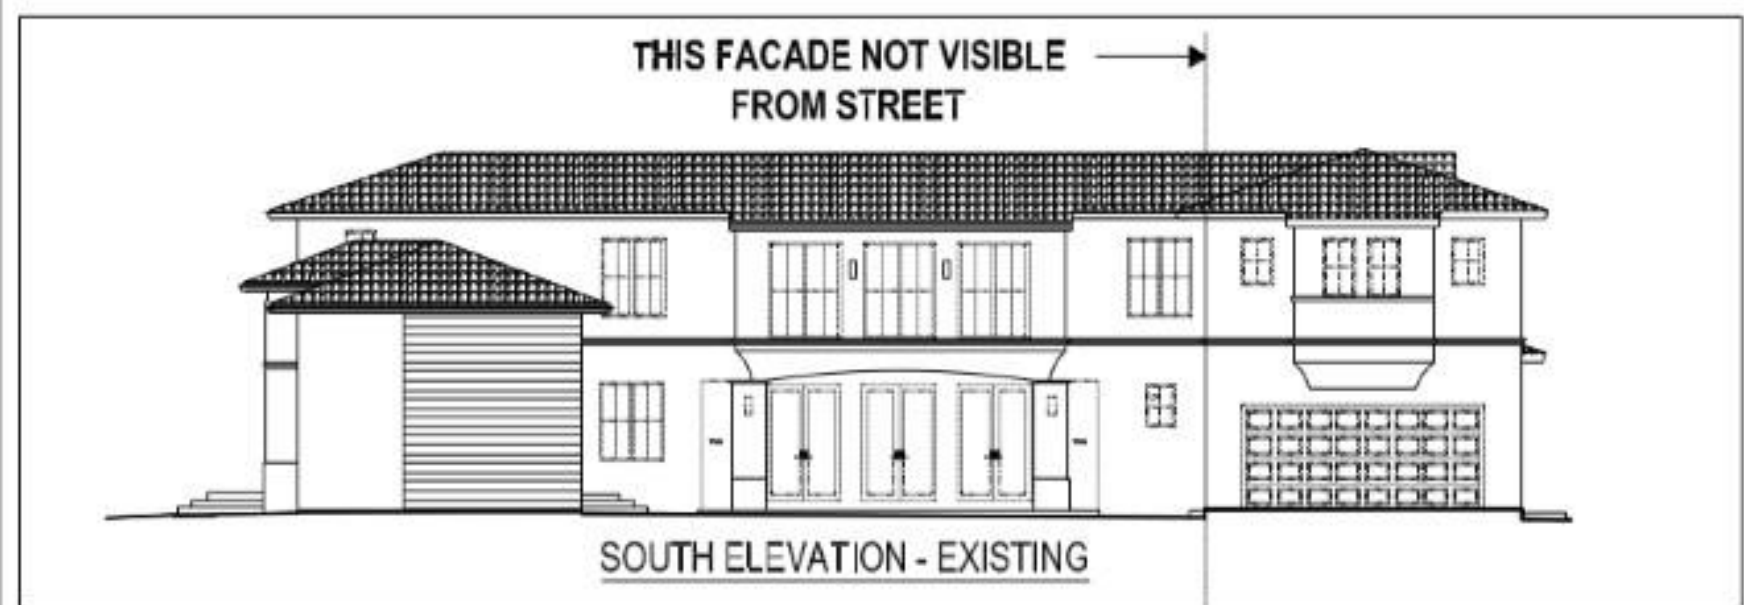 THIS FACADE NOT VISIBLE
FROM STREET
SOUTH ELEVATION - EXISTING